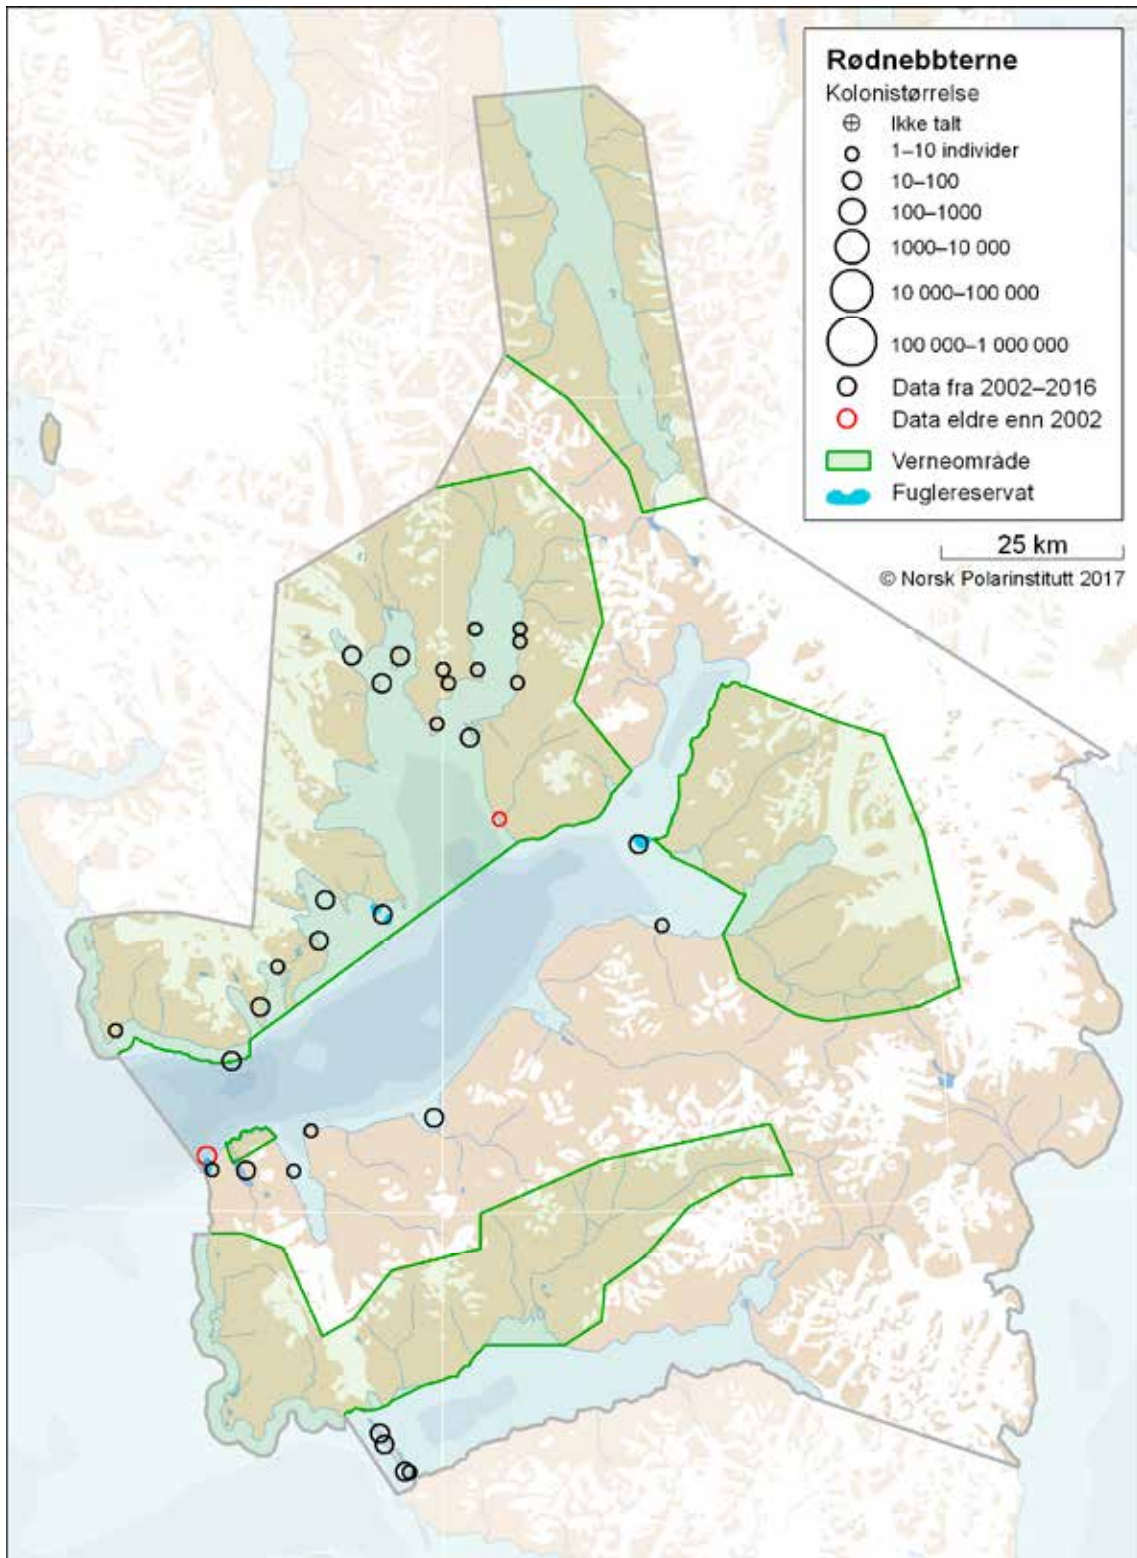 Rødnebbterne
Kolonistørrelse
Ikke talt
1–10 individer
10–100
100–1000
1000–10 000
10 000–100 000
100 000–1 000 000
Data fra 2002–2016
Data eldre enn 2002
Verneområde
Fuglereservat
25 km
© Norsk Polarinstitutt 2017